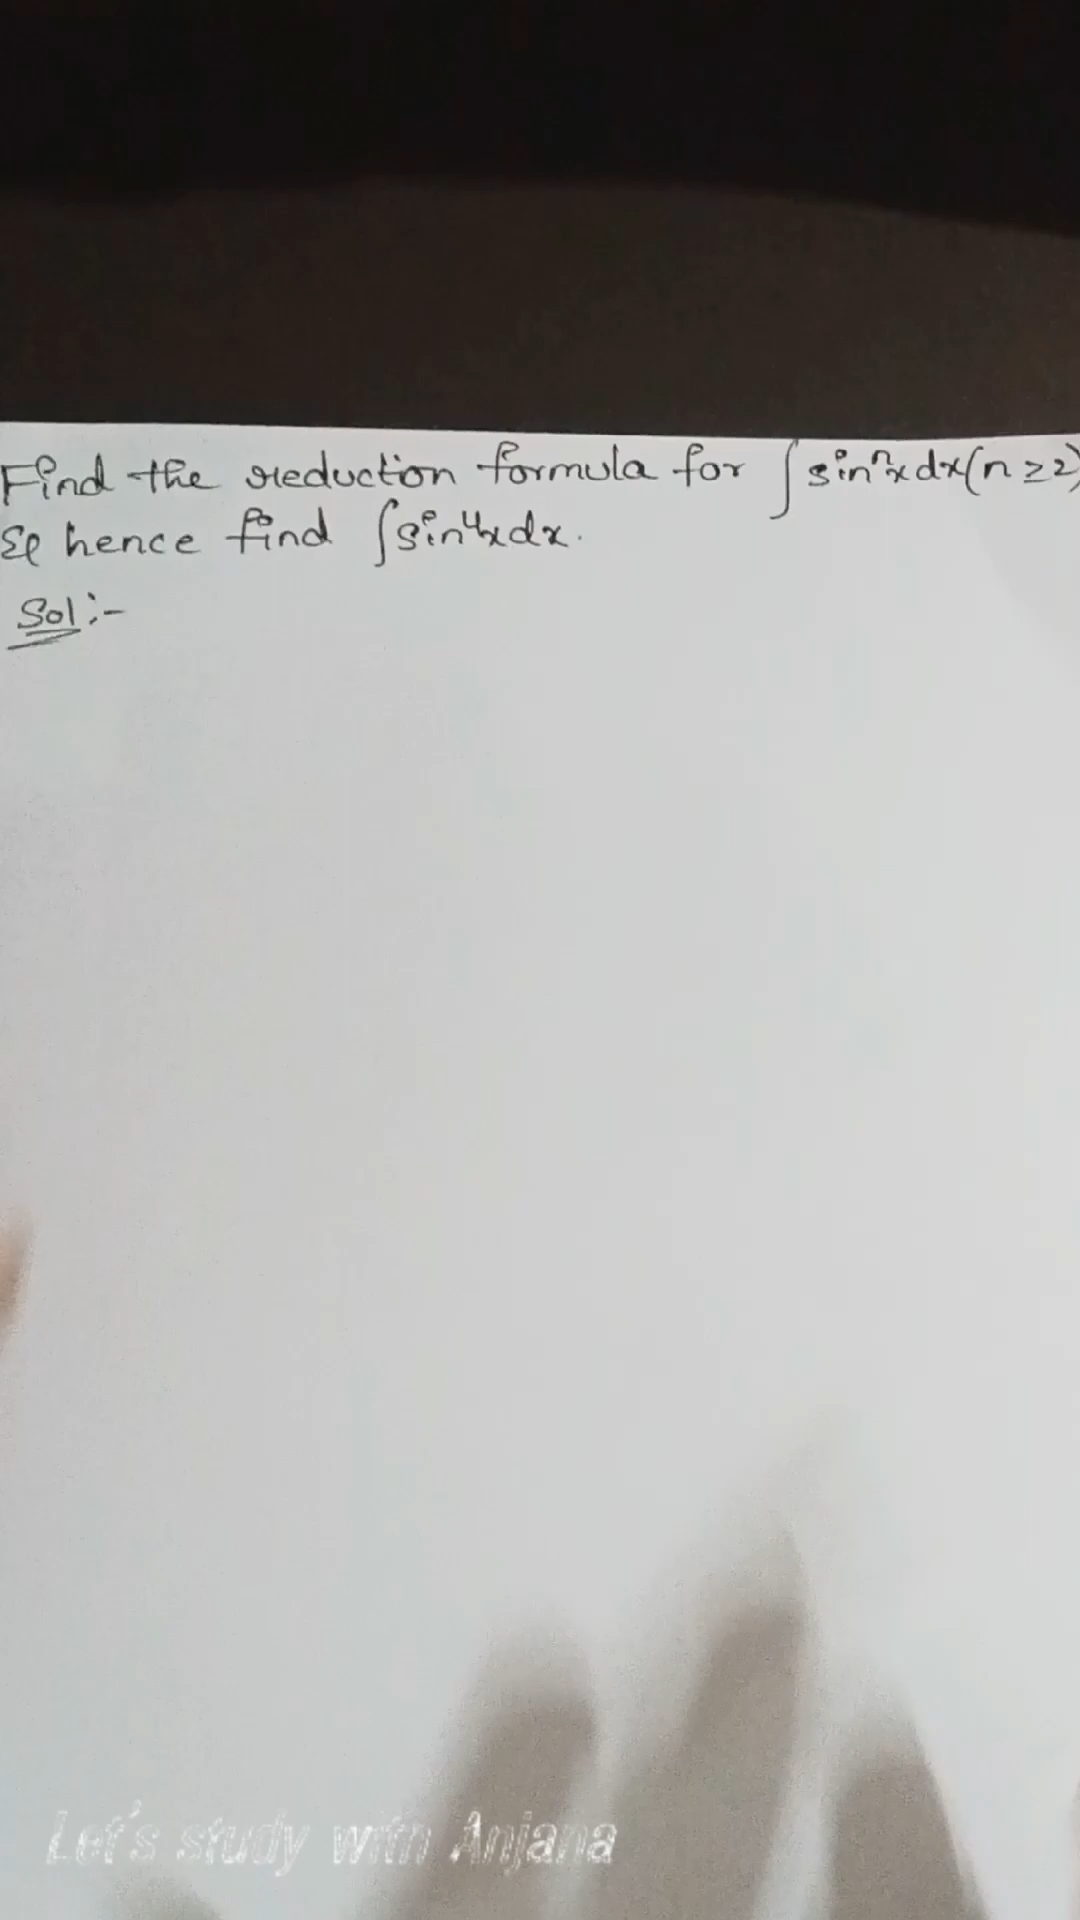 Find the reduction formula for ∫sinⁿx dx (n ≥ 2)
& hence find ∫sin⁴x dx.
Sol:-
Let's study with Anjana